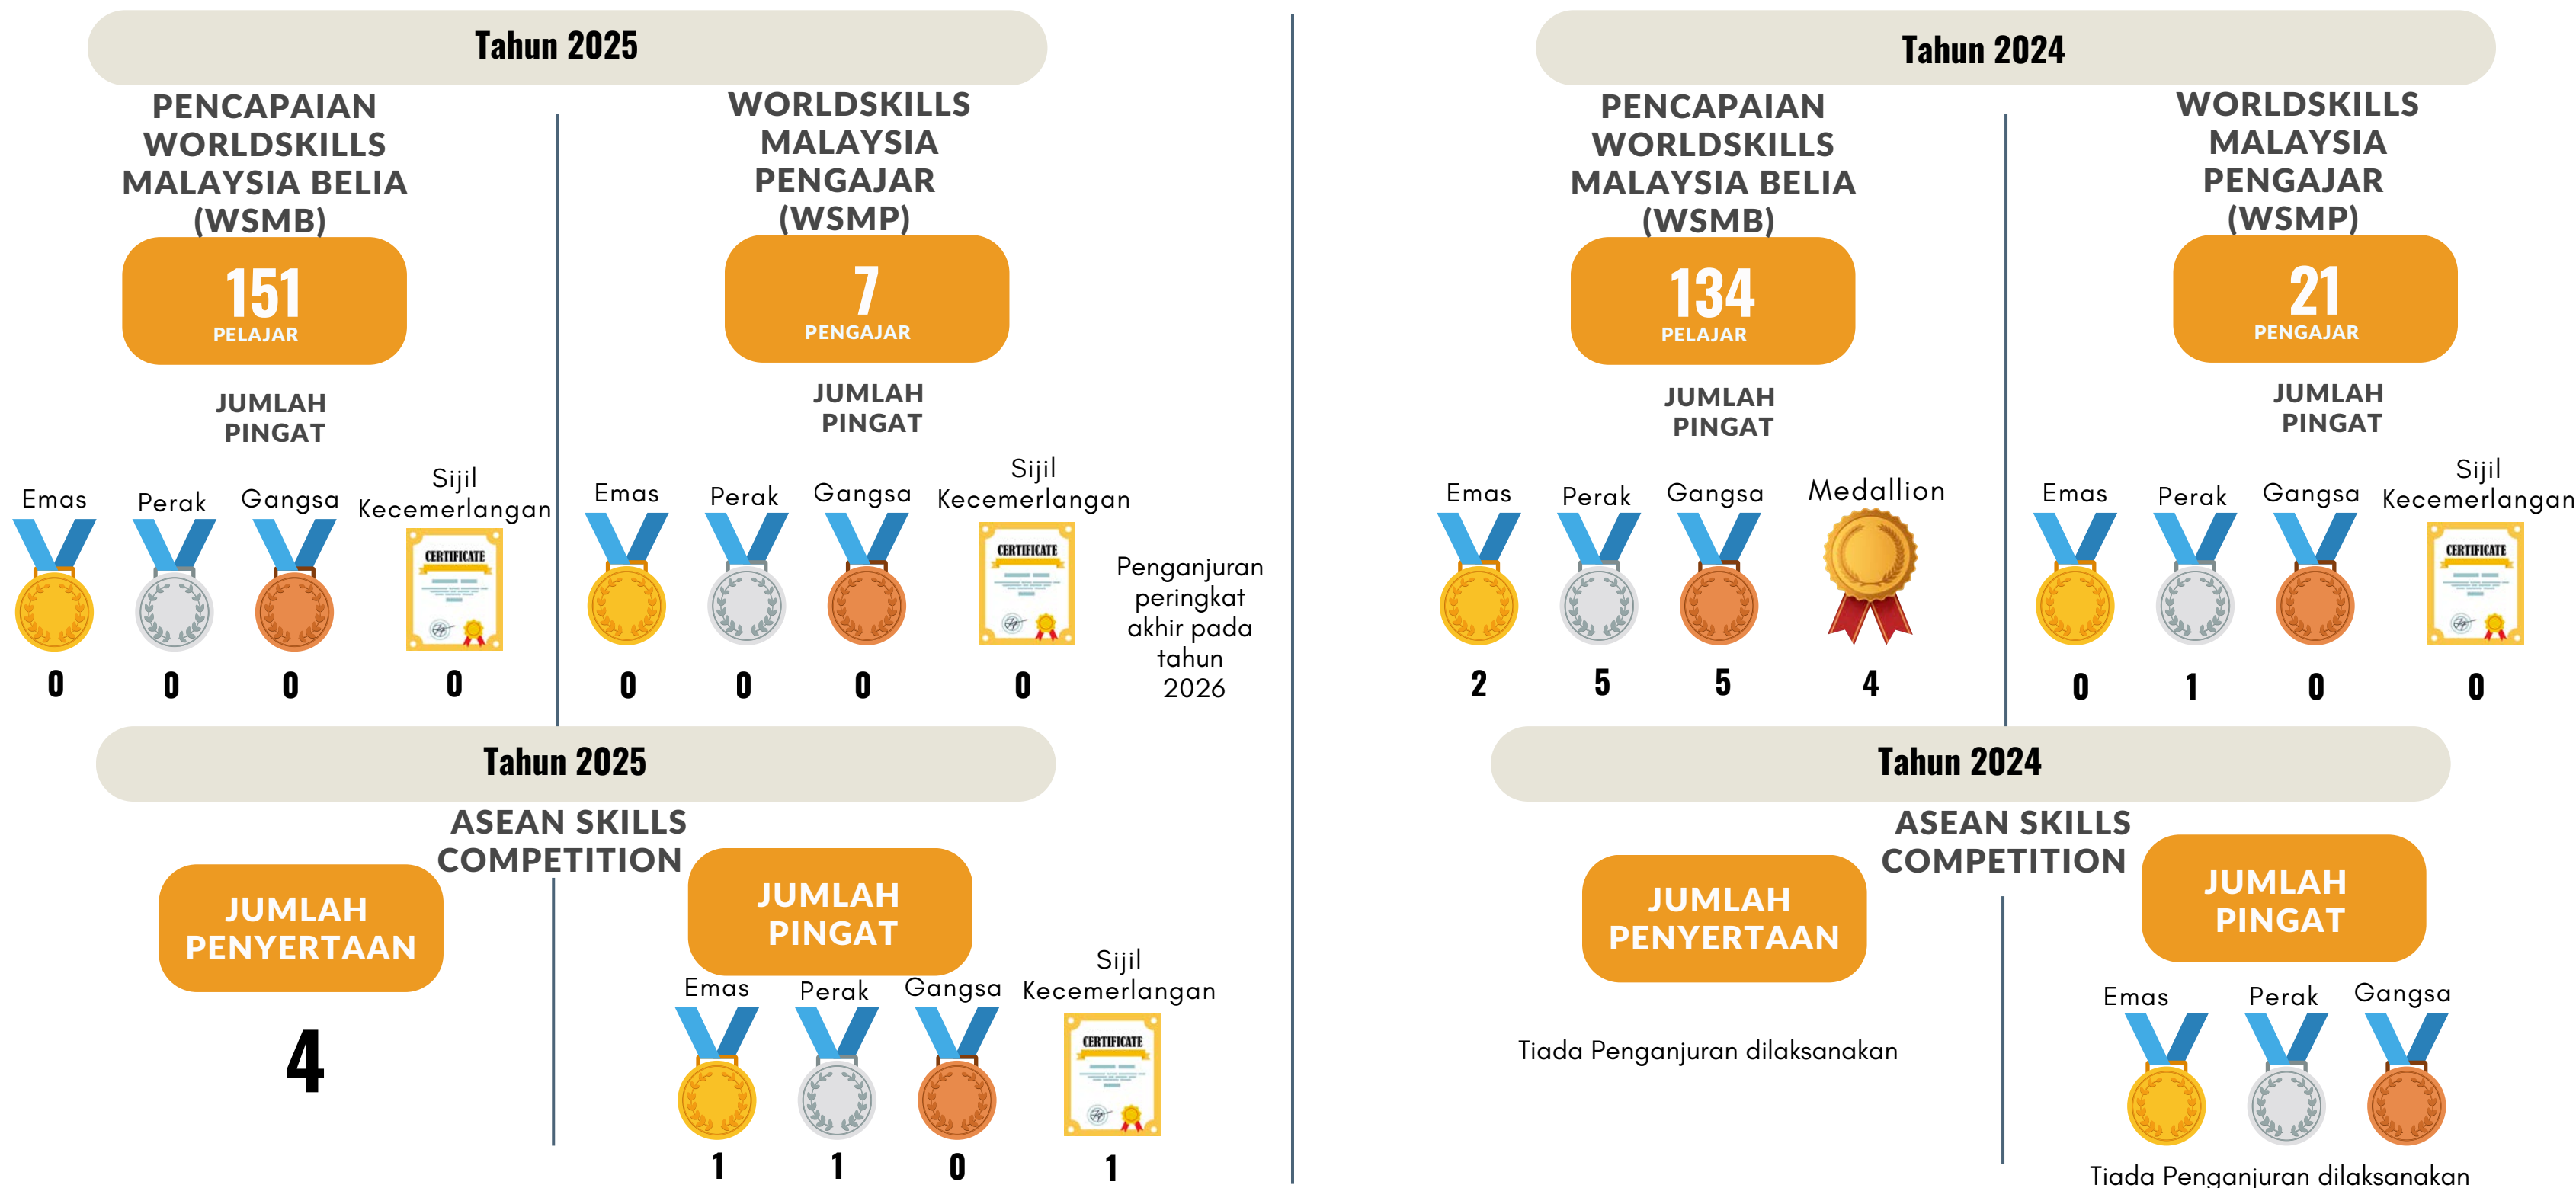 Tahun 2025
PENCAPAIAN
WORLDSKILLS
MALAYSIA BELIA
(WSMB)
151
PELAJAR
JUMLAH
PINGAT
Emas
Perak
Gangsa
Sijil
Kecemerlangan
CERTIFICATE
0
0
0
0
WORLDSKILLS
MALAYSIA
PENGAJAR
(WSMP)
7
PENGAJAR
JUMLAH
PINGAT
Emas
Perak
Gangsa
Sijil
Kecemerlangan
CERTIFICATE
0
0
0
0
Penganjuran
peringkat
akhir pada
tahun
2026
Tahun 2025
ASEAN SKILLS
COMPETITION
JUMLAH
PENYERTAAN
4
JUMLAH
PINGAT
Emas
Perak
Gangsa
Sijil
Kecemerlangan
CERTIFICATE
1
1
0
1
Tahun 2024
PENCAPAIAN
WORLDSKILLS
MALAYSIA BELIA
(WSMB)
134
PELAJAR
JUMLAH
PINGAT
Emas
Perak
Gangsa
Medallion
2
5
5
4
WORLDSKILLS
MALAYSIA
PENGAJAR
(WSMP)
21
PENGAJAR
JUMLAH
PINGAT
Emas
Perak
Gangsa
Sijil
Kecemerlangan
CERTIFICATE
0
1
0
0
Tahun 2024
ASEAN SKILLS
COMPETITION
JUMLAH
PENYERTAAN
Tiada Penganjuran dilaksanakan
JUMLAH
PINGAT
Emas
Perak
Gangsa
Tiada Penganjuran dilaksanakan